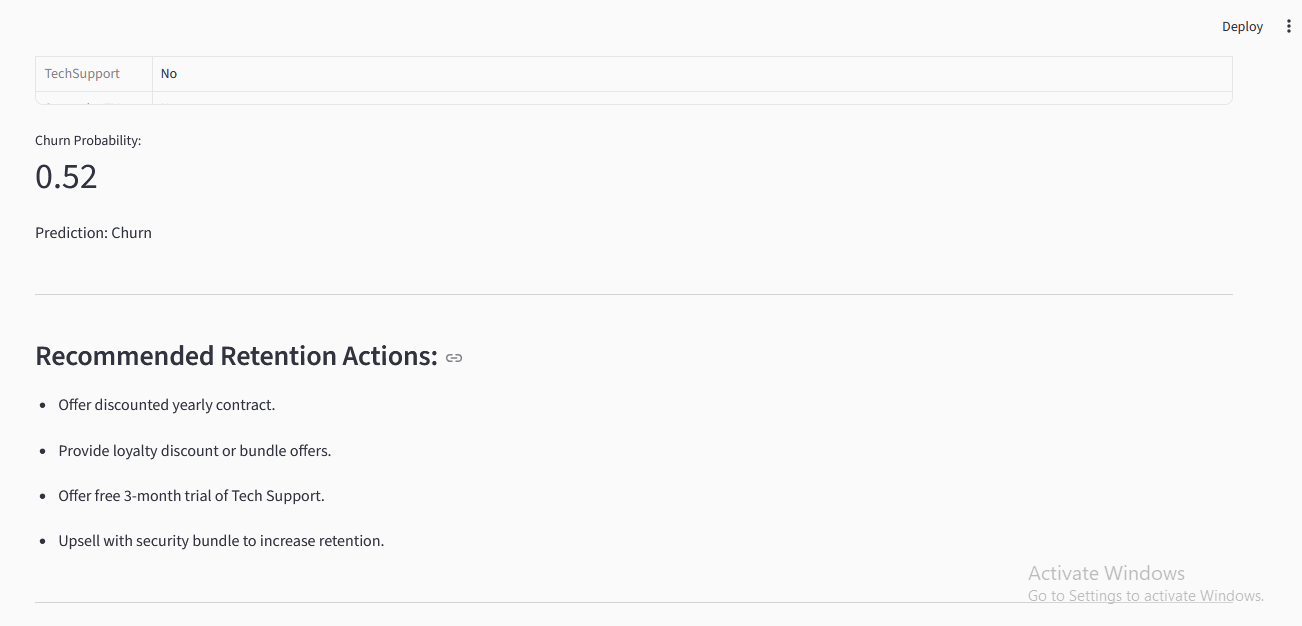 Deploy
TechSupport No
Churn Probability:
0.52
Prediction: Churn
Recommended Retention Actions:
• Offer discounted yearly contract.
• Provide loyalty discount or bundle offers.
• Offer free 3-month trial of Tech Support.
• Upsell with security bundle to increase retention.
Activate Windows
Go to Settings to activate Windows.